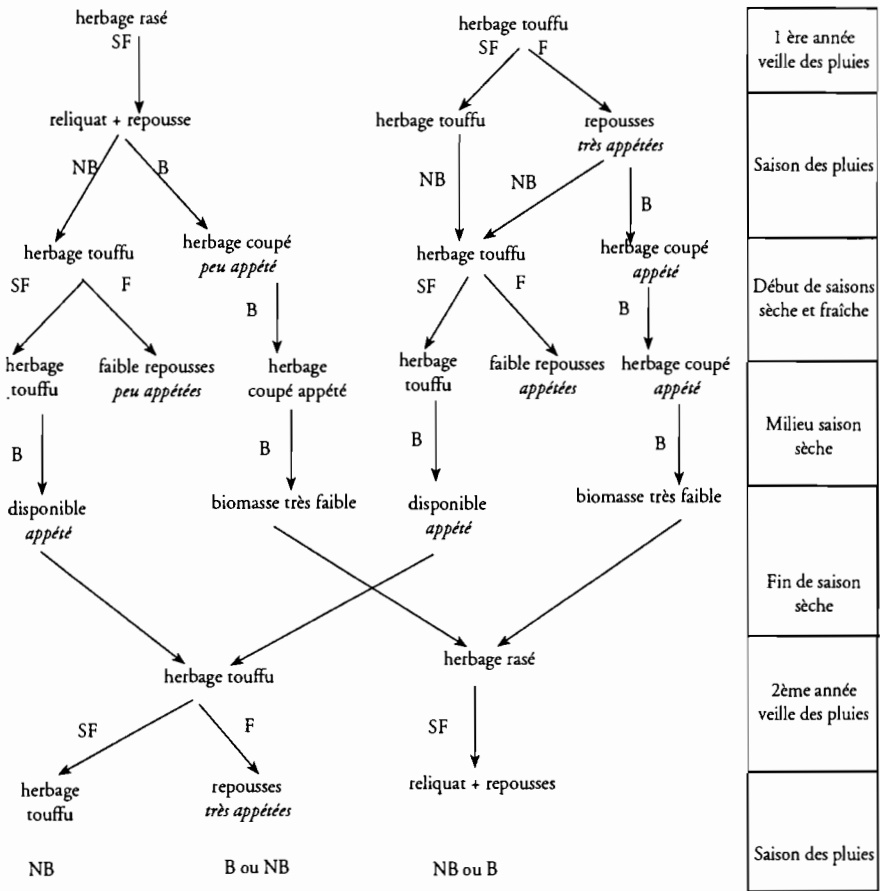 herbage rasé
SF
herbage touffu
SF F
1 ère année
veille des pluies
reliquat + repousse
herbage touffu
repousses
très appétées
NB B
NB NB B
Saison des pluies
herbage touffu
herbage coupé
peu appété
herbage touffu
herbage coupé
appété
SF F
B
SF F
B
Début de saisons
sèche et fraîche
herbage
touffu
faible repousses
peu appétées
herbage
coupé appété
herbage
touffu
faible repousses
appétées
herbage coupé
appété
B B B B
Milieu saison
sèche
disponible
appété
biomasse très faible
disponible
appété
biomasse très faible
Fin de saison
sèche
herbage touffu
herbage rasé
SF F SF
2ème année
veille des pluies
herbage
touffu
repousses
très appétées
reliquat + repousses
NB B ou NB NB ou B
Saison des pluies